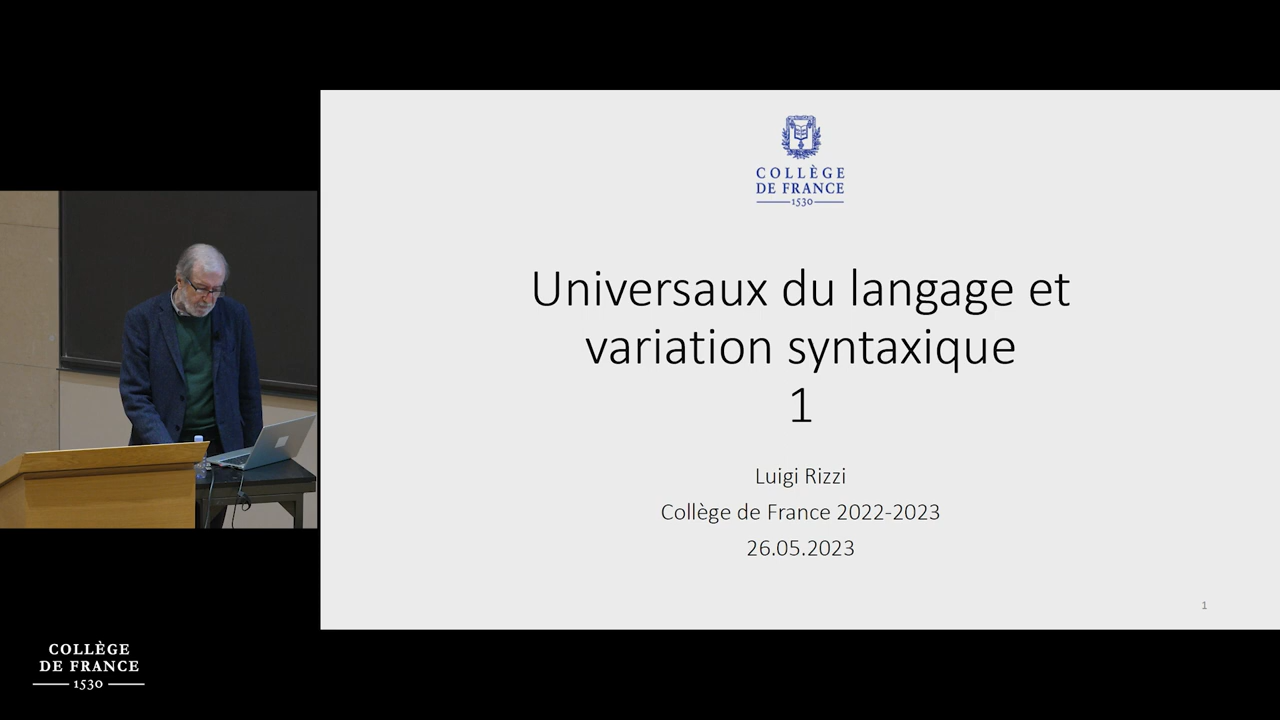 COLLÈGE
DE FRANCE
1530
Universaux du langage et
variation syntaxique
1
Luigi Rizzi
Collège de France 2022-2023
26.05.2023
1
COLLÈGE
DE FRANCE
1530